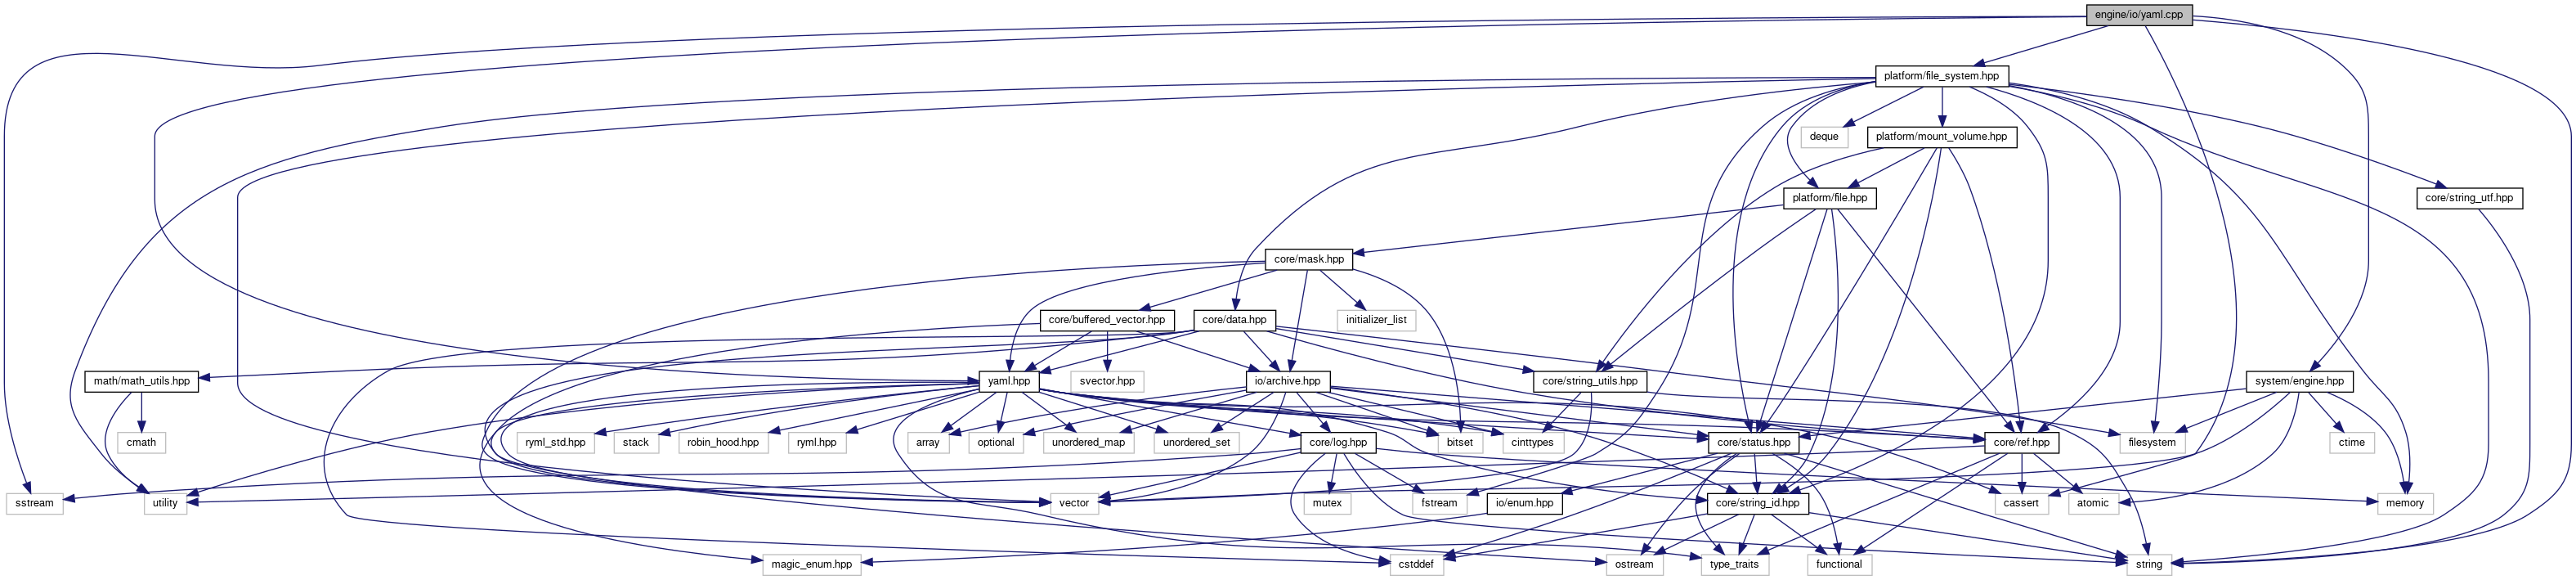 engine/io/yaml.cpp
platform/file_system.hpp
deque
platform/mount_volume.hpp
platform/file.hpp
core/string_utf.hpp
core/mask.hpp
core/buffered_vector.hpp
core/data.hpp
initializer_list
math/math_utils.hpp
yaml.hpp
svector.hpp
io/archive.hpp
core/string_utils.hpp
system/engine.hpp
cmath
ryml_std.hpp
stack
robin_hood.hpp
ryml.hpp
array
optional
unordered_map
unordered_set
core/log.hpp
bitset
cinttypes
core/status.hpp
core/ref.hpp
filesystem
ctime
sstream
utility
vector
mutex
fstream
io/enum.hpp
core/string_id.hpp
cassert
atomic
memory
magic_enum.hpp
cstddef
ostream
type_traits
functional
string